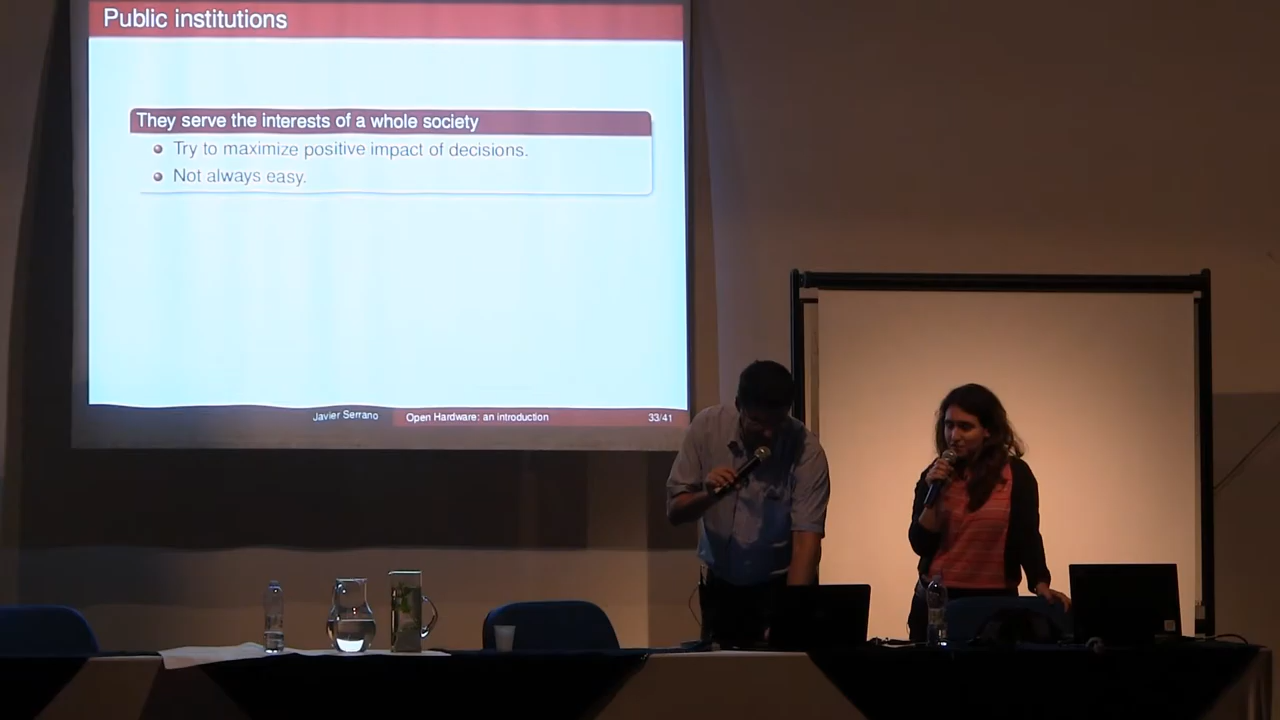 Public institutions
They serve the interests of a whole society
Try to maximize positive impact of decisions.
Not always easy.
Javier Serrano Open Hardware: an introduction 33/41